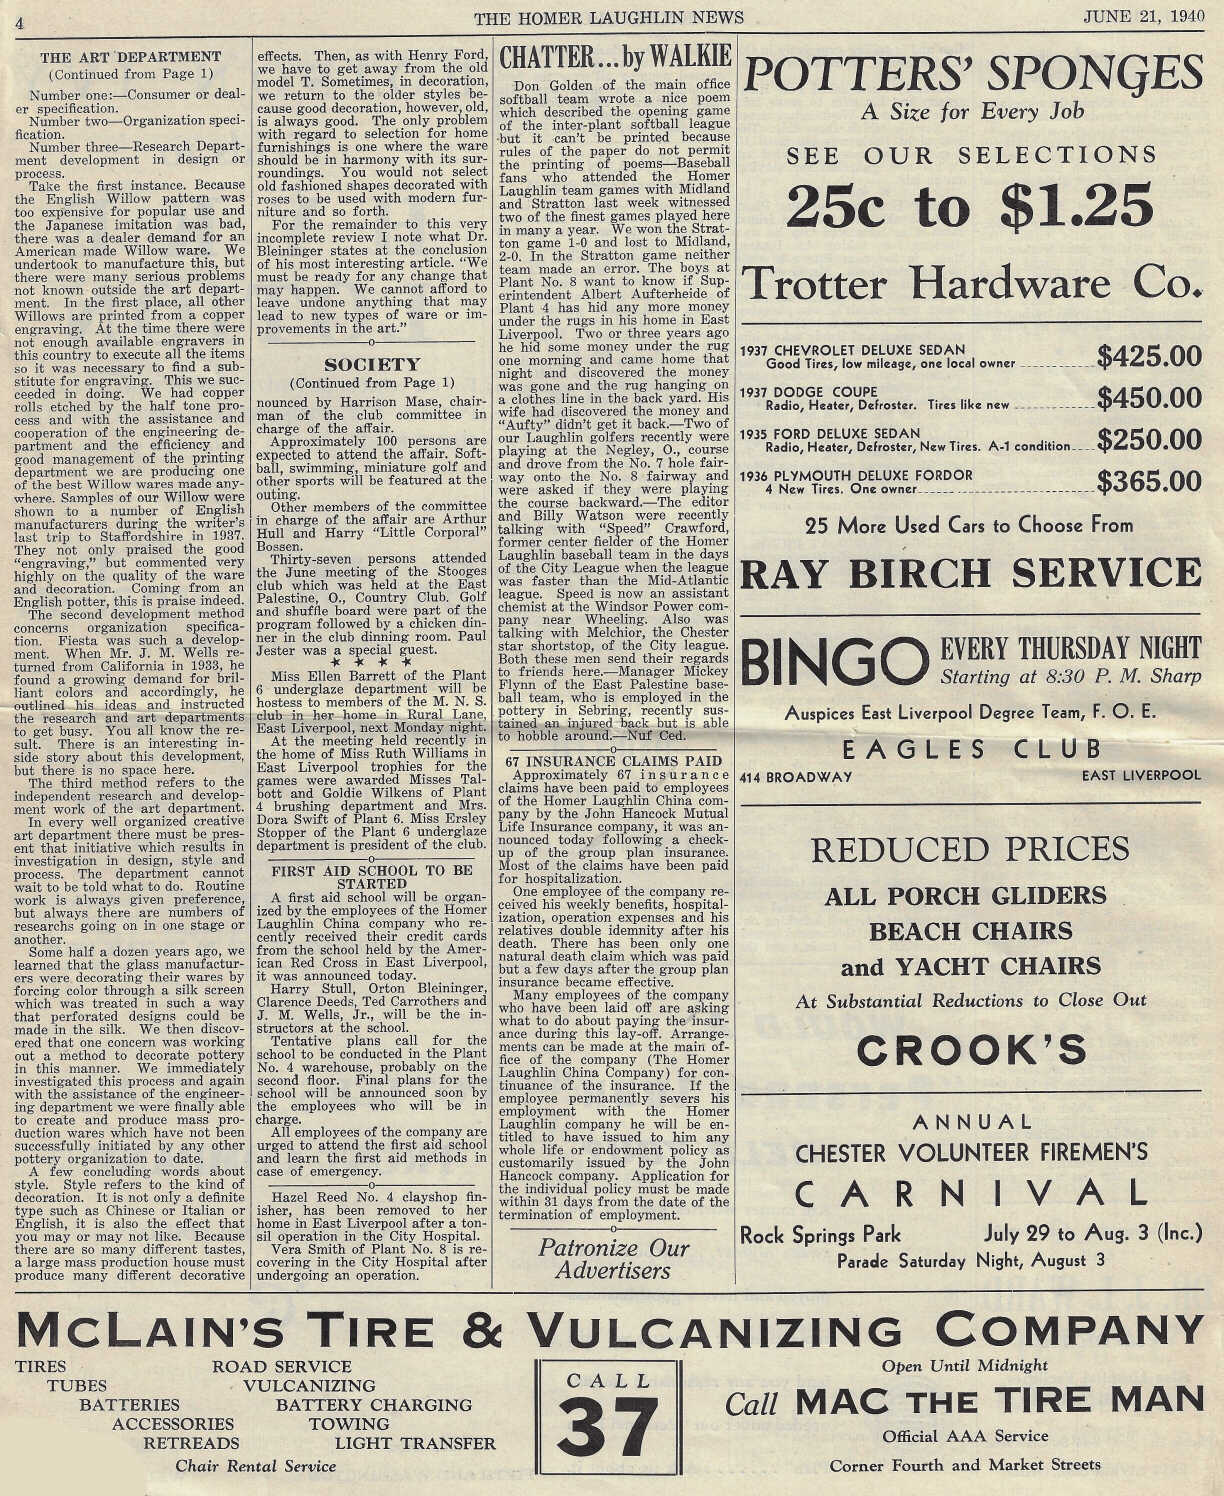 4
THE HOMER LAUGHLIN NEWS
JUNE 21, 1940
THE ART DEPARTMENT
(Continued from Page 1)
Number one:—Consumer or deal-
er specification.
Number two—Organization speci-
fication.
Number three—Research Depart-
ment development in design or
process.
Take the first instance. Because
the English Willow pattern was
too expensive for popular use and
the Japanese imitation was bad,
there was a dealer demand for an
American made Willow ware. We
undertook to manufacture this, but
there were many serious problems
not known outside the art depart-
ment. In the first place, all other
Willows are printed from a copper
engraving. At the time there were
not enough available engravers in
this country to execute all the items
so it was necessary to find a sub-
stitute for engraving. This we suc-
ceeded in doing. We had copper
rolls etched by the half tone pro-
cess and with the assistance and
cooperation of the engineering de-
partment and the efficiency and
good management of the printing
department we are producing one
of the best Willow wares made any-
where. Samples of our Willow were
shown to a number of English
manufacturers during the writer's
last trip to Staffordshire in 1937.
They not only praised the good
"engraving," but commented very
highly on the quality of the ware
and decoration. Coming from an
English potter, this is praise indeed.
The second development method
concerns organization specifica-
tion. Fiesta was such a develop-
ment. When Mr. J. M. Wells re-
turned from California in 1933, he
found a growing demand for bril-
liant colors and accordingly, he
outlined his ideas and instructed
the research and art departments
to get busy. You all know the re-
sult. There is an interesting in-
side story about this development,
but there is no space here.
The third method refers to the
independent research and develop-
ment work of the art department.
In every well organized creative
art department there must be pres-
ent that initiative which results in
investigation in design, style and
process. The department cannot
wait to be told what to do. Routine
work is always given preference,
but always there are numbers of
researchs going on in one stage or
another.
Some half a dozen years ago, we
learned that the glass manufactur-
ers were decorating their wares by
forcing color through a silk screen
which was treated in such a way
that perforated designs could be
made in the silk. We then discov-
ered that one concern was working
out a method to decorate pottery
in this manner. We immediately
investigated this process and again
with the assistance of the engineer-
ing department we were finally able
to create and produce mass pro-
duction wares which have not been
successfully initiated by any other
pottery organization to date.
A few concluding words about
style. Style refers to the kind of
decoration. It is not only a definite
type such as Chinese or Italian or
English, it is also the effect that
you may or may not like. Because
there are so many different tastes,
a large mass production house must
produce many different decorative
effects. Then, as with Henry Ford,
we have to get away from the old
model T. Sometimes, in decoration,
we return to the older styles be-
cause good decoration, however, old,
is always good. The only problem
with regard to selection for home
furnishings is one where the ware
should be in harmony with its sur-
roundings. You would not select
old fashioned shapes decorated with
roses to be used with modern fur-
niture and so forth.
For the remainder to this very
incomplete review I note what Dr.
Bleininger states at the conclusion
of his most interesting article. "We
must be ready for any change that
may happen. We cannot afford to
leave undone anything that may
lead to new types of ware or im-
provements in the art."
SOCIETY
(Continued from Page 1)
nounced by Harrison Mase, chair-
man of the club committee in
charge of the affair.
Approximately 100 persons are
expected to attend the affair. Soft-
ball, swimming, miniature golf and
other sports will be featured at the
outing.
Other members of the committee
in charge of the affair are Arthur
Hull and Harry "Little Corporal"
Bossen.
Thirty-seven persons attended
the June meeting of the Stooges
club which was held at the East
Palestine, O., Country Club. Golf
and shuffle board were part of the
program followed by a chicken din-
ner in the club dinning room. Paul
Jester was a special guest.
★ ★ ★ ★
Miss Ellen Barrett of the Plant
6 underglaze department will be
hostess to members of the M. N. S.
club in her home in Rural Lane,
East Liverpool, next Monday night.
At the meeting held recently in
the home of Miss Ruth Williams in
East Liverpool trophies for the
games were awarded Misses Tal-
bott and Goldie Wilkens of Plant
4 brushing department and Mrs.
Dora Swift of Plant 6. Miss Ersley
Stopper of the Plant 6 underglaze
department is president of the club.
FIRST AID SCHOOL TO BE
STARTED
A first aid school will be organ-
ized by the employees of the Homer
Laughlin China company who re-
cently received their credit cards
from the school held by the Amer-
ican Red Cross in East Liverpool,
it was announced today.
Harry Stull, Orton Bleininger,
Clarence Deeds, Ted Carrothers and
J. M. Wells, Jr., will be the in-
structors at the school.
Tentative plans call for the
school to be conducted in the Plant
No. 4 warehouse, probably on the
second floor. Final plans for the
school will be announced soon by
the employees who will be in
charge.
All employees of the company are
urged to attend the first aid school
and learn the first aid methods in
case of emergency.
Hazel Reed No. 4 clayshop fin-
isher, has been removed to her
home in East Liverpool after a ton-
sil operation in the City Hospital.
Vera Smith of Plant No. 8 is re-
covering in the City Hospital after
undergoing an operation.
CHATTER...by WALKIE
Don Golden of the main office
softball team wrote a nice poem
which described the opening game
of the inter-plant softball league
but it can't be printed because
rules of the paper do not permit
the printing of poems—Baseball
fans who attended the Homer
Laughlin team games with Midland
and Stratton last week witnessed
two of the finest games played here
in many a year. We won the Strat-
ton game 1-0 and lost to Midland,
2-0. In the Stratton game neither
team made an error. The boys at
Plant No. 8 want to know if Sup-
erintendent Albert Aufterheide of
Plant 4 has hid any more money
under the rugs in his home in East
Liverpool. Two or three years ago
he hid some money under the rug
one morning and came home that
night and discovered the money
was gone and the rug hanging on
a clothes line in the back yard. His
wife had discovered the money and
"Aufty" didn't get it back.—Two of
our Laughlin golfers recently were
playing at the Negley, O., course
and drove from the No. 7 hole fair-
way onto the No. 8 fairway and
were asked if they were playing
the course backward.—The editor
and Billy Watson were recently
talking with "Speed" Crawford,
former center fielder of the Homer
Laughlin baseball team in the days
of the City League when the league
was faster than the Mid-Atlantic
league. Speed is now an assistant
chemist at the Windsor Power com-
pany near Wheeling. Also was
talking with Melchior, the Chester
star shortstop, of the City league.
Both these men send their regards
to friends here.—Manager Mickey
Flynn of the East Palestine base-
ball team, who is employed in the
pottery in Sebring, recently sus-
tained an injured back but is able
to hobble around.—Nuf Ced.
67 INSURANCE CLAIMS PAID
Approximately 67 insurance
claims have been paid to employees
of the Homer Laughlin China com-
pany by the John Hancock Mutual
Life Insurance company, it was an-
nounced today following a check-
up of the group plan insurance.
Most of the claims have been paid
for hospitalization.
One employee of the company re-
ceived his weekly benefits, hospital-
ization, operation expenses and his
relatives double idemnity after his
death. There has been only one
natural death claim which was paid
but a few days after the group plan
insurance became effective.
Many employees of the company
who have been laid off are asking
what to do about paying the insur-
ance during this lay-off. Arrange-
ments can be made at the main of-
fice of the company (The Homer
Laughlin China Company) for con-
tinuance of the insurance. If the
employee permanently severs his
employment with the Homer
Laughlin company he will be en-
titled to have issued to him any
whole life or endowment policy as
customarily issued by the John
Hancock company. Application for
the individual policy must be made
within 31 days from the date of the
termination of employment.
Patronize Our
Advertisers
POTTERS' SPONGES
A Size for Every Job
SEE OUR SELECTIONS
25c to $1.25
Trotter Hardware Co.
1937 CHEVROLET DELUXE SEDAN
Good Tires, low mileage, one local owner $425.00
1937 DODGE COUPE
Radio, Heater, Defroster. Tires like new $450.00
1935 FORD DELUXE SEDAN
Radio, Heater, Defroster, New Tires. A-1 condition $250.00
1936 PLYMOUTH DELUXE FORDOR
4 New Tires. One owner $365.00
25 More Used Cars to Choose From
RAY BIRCH SERVICE
BINGO EVERY THURSDAY NIGHT
Starting at 8:30 P. M. Sharp
Auspices East Liverpool Degree Team, F. O. E.
EAGLES CLUB
414 BROADWAY EAST LIVERPOOL
REDUCED PRICES
ALL PORCH GLIDERS
BEACH CHAIRS
and YACHT CHAIRS
At Substantial Reductions to Close Out
CROOK'S
ANNUAL
CHESTER VOLUNTEER FIREMEN'S
CARNIVAL
Rock Springs Park July 29 to Aug. 3 (Inc.)
Parade Saturday Night, August 3
MCLAIN'S TIRE & VULCANIZING COMPANY
TIRES
TUBES
BATTERIES
ACCESSORIES
RETREADS
ROAD SERVICE
VULCANIZING
BATTERY CHARGING
TOWING
LIGHT TRANSFER
Chair Rental Service
CALL
37
Open Until Midnight
Call MAC THE TIRE MAN
Official AAA Service
Corner Fourth and Market Streets